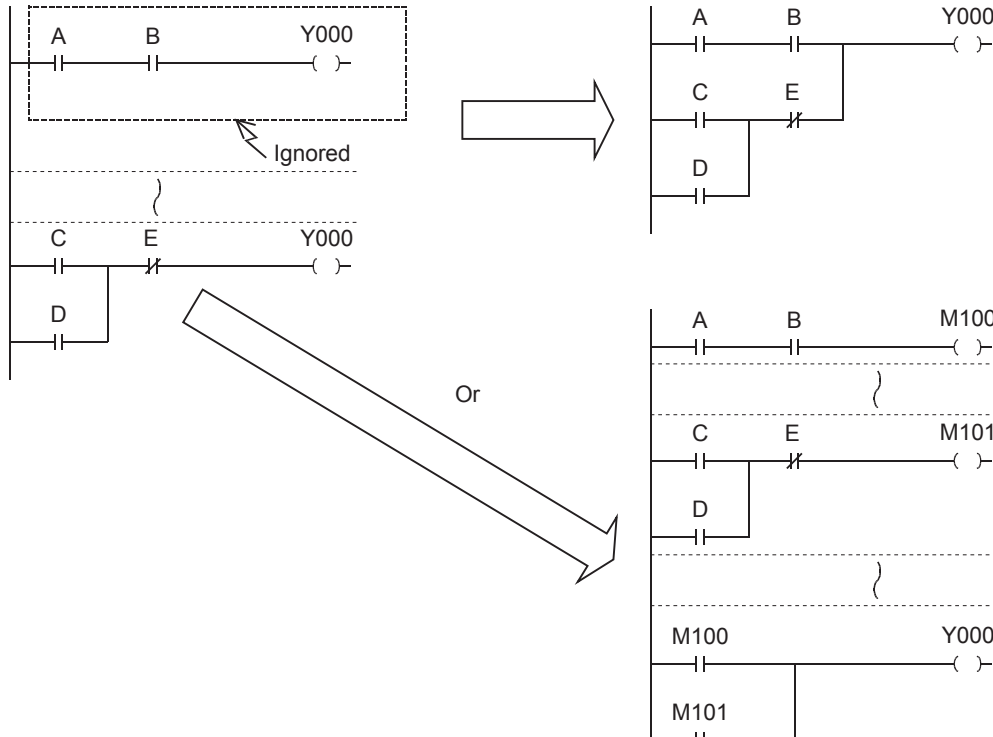 A B Y000
Ignored
C E Y000
D
Or
A B Y000
C E
D
A B M100
C E M101
D
M100 Y000
M101